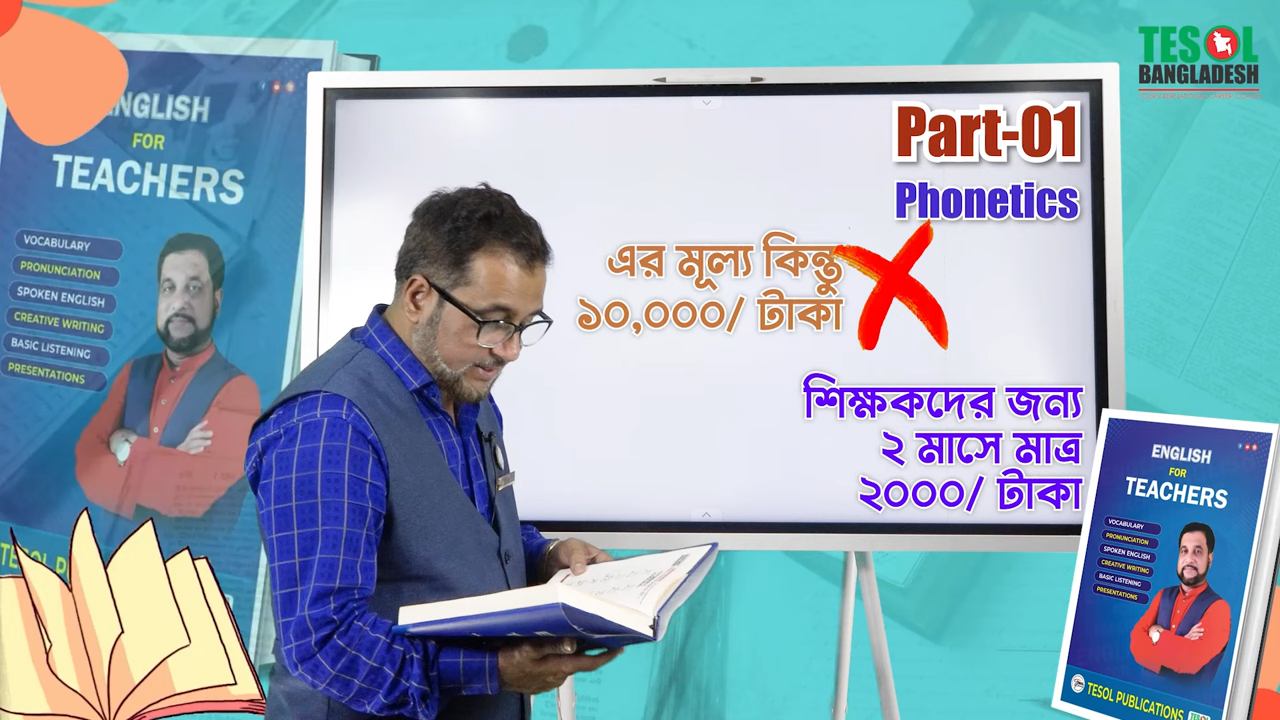 TESOL
BANGLADESH
Part-01
Phonetics
এর মূল্য কিন্তু
১০,০০০/ টাকা
শিক্ষকদের জন্য
২ মাসে মাত্র
২০০০/ টাকা
ENGLISH
FOR
TEACHERS
VOCABULARY
PRONUNCIATION
SPOKEN ENGLISH
CREATIVE WRITING
BASIC LISTENING
PRESENTATIONS
ENGLISH
FOR
TEACHERS
VOCABULARY
PRONUNCIATION
SPOKEN ENGLISH
CREATIVE WRITING
BASIC LISTENING
PRESENTATIONS
TESOL PUBLICATIONS